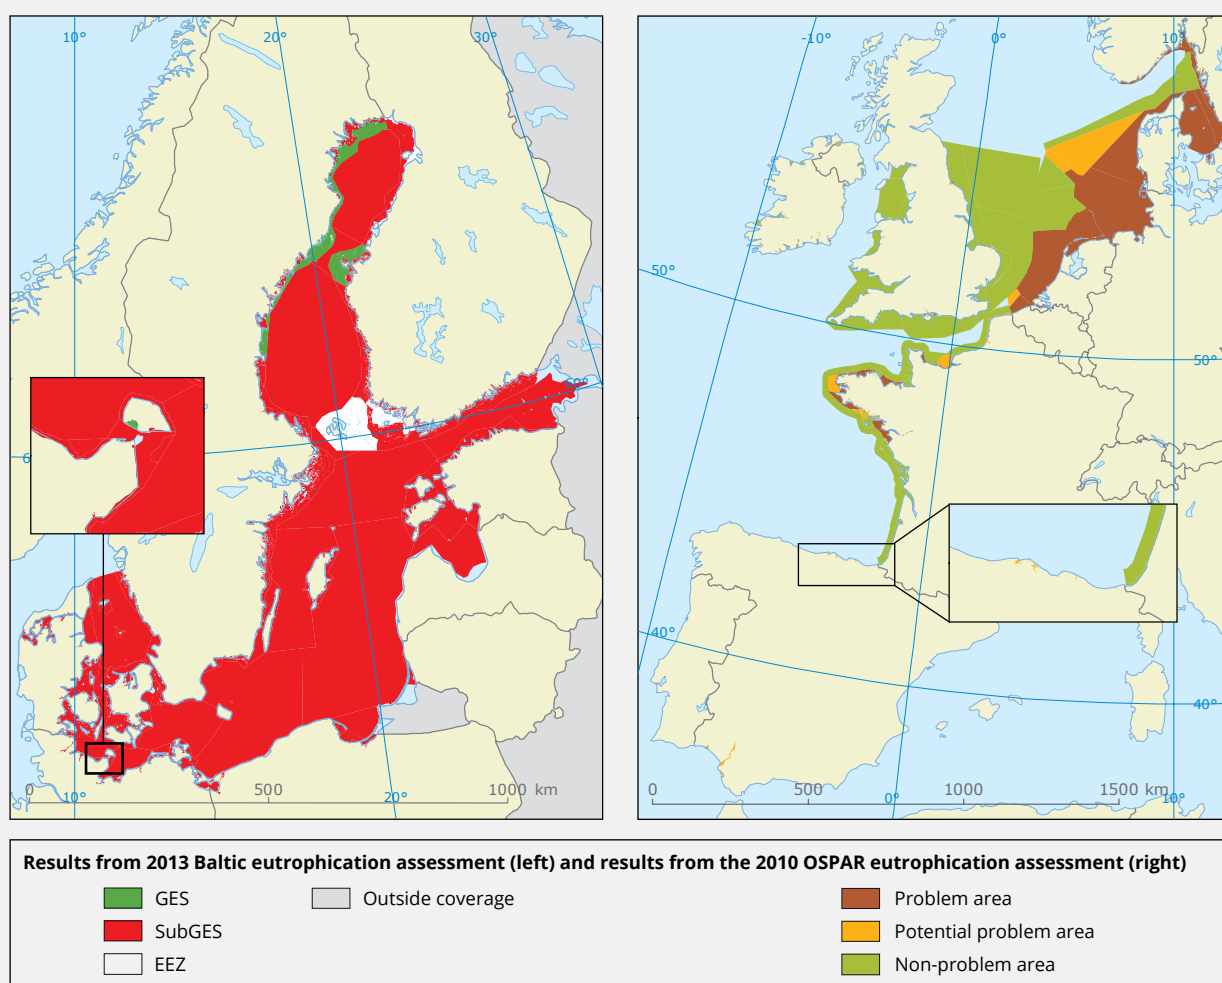 10°
20°
30°
60°
6
0
500
1000 km
10°
20°
-10°
0°
10°
50°
50°
40°
40°
0
500
1000
1500 km
0°
10°
Results from 2013 Baltic eutrophication assessment (left) and results from the 2010 OSPAR eutrophication assessment (right)
GES
Outside coverage
Problem area
SubGES
Potential problem area
EEZ
Non-problem area